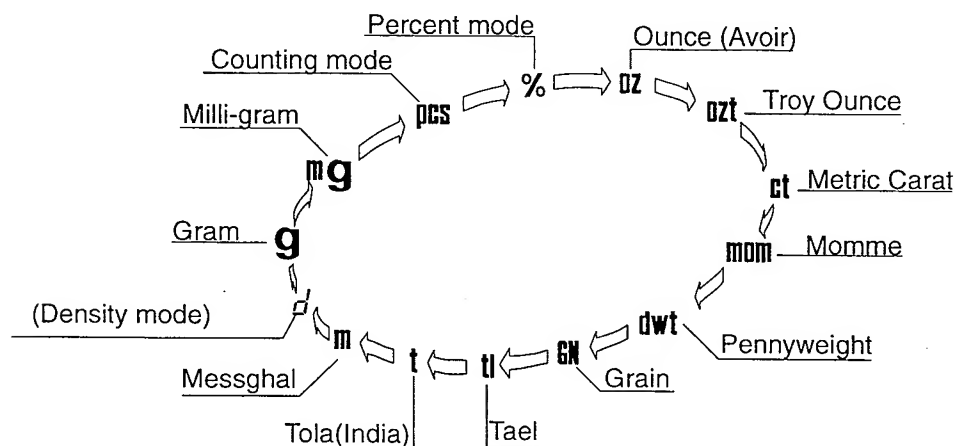 Percent mode
Ounce (Avoir)
Counting mode
% oz
pcs ozt
Troy Ounce
Milli-gram
mg
ct Metric Carat
Gram g
mom Momme
(Density mode) d
m dwt
Pennyweight
t tl GN
Messghal Grain
Tola(India) Tael